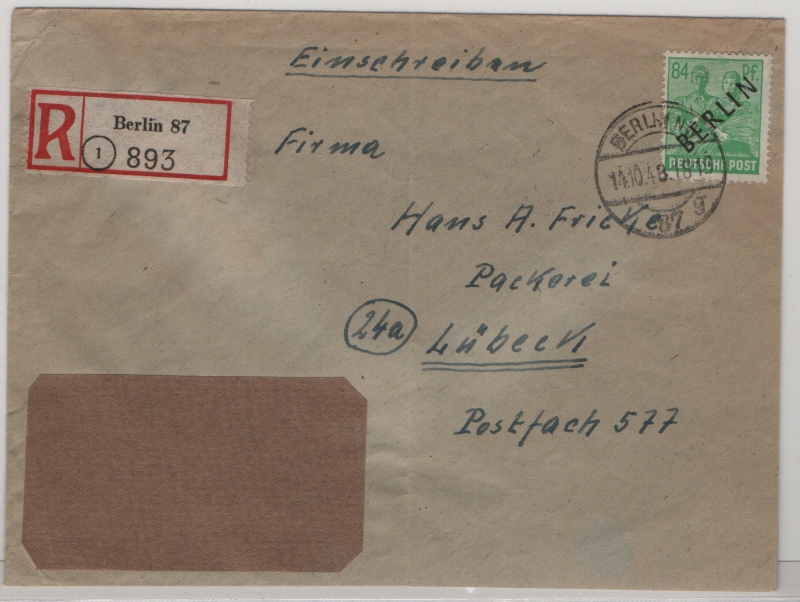 Einschreiben
84 Pf.
BERLIN
DEUTSCHE POST
R
Berlin 87
1 893
Firma
BERLIN
14.10.48.
87 g
Hans A. Fricke
Packerei
24a
Lübeck
Postfach 577